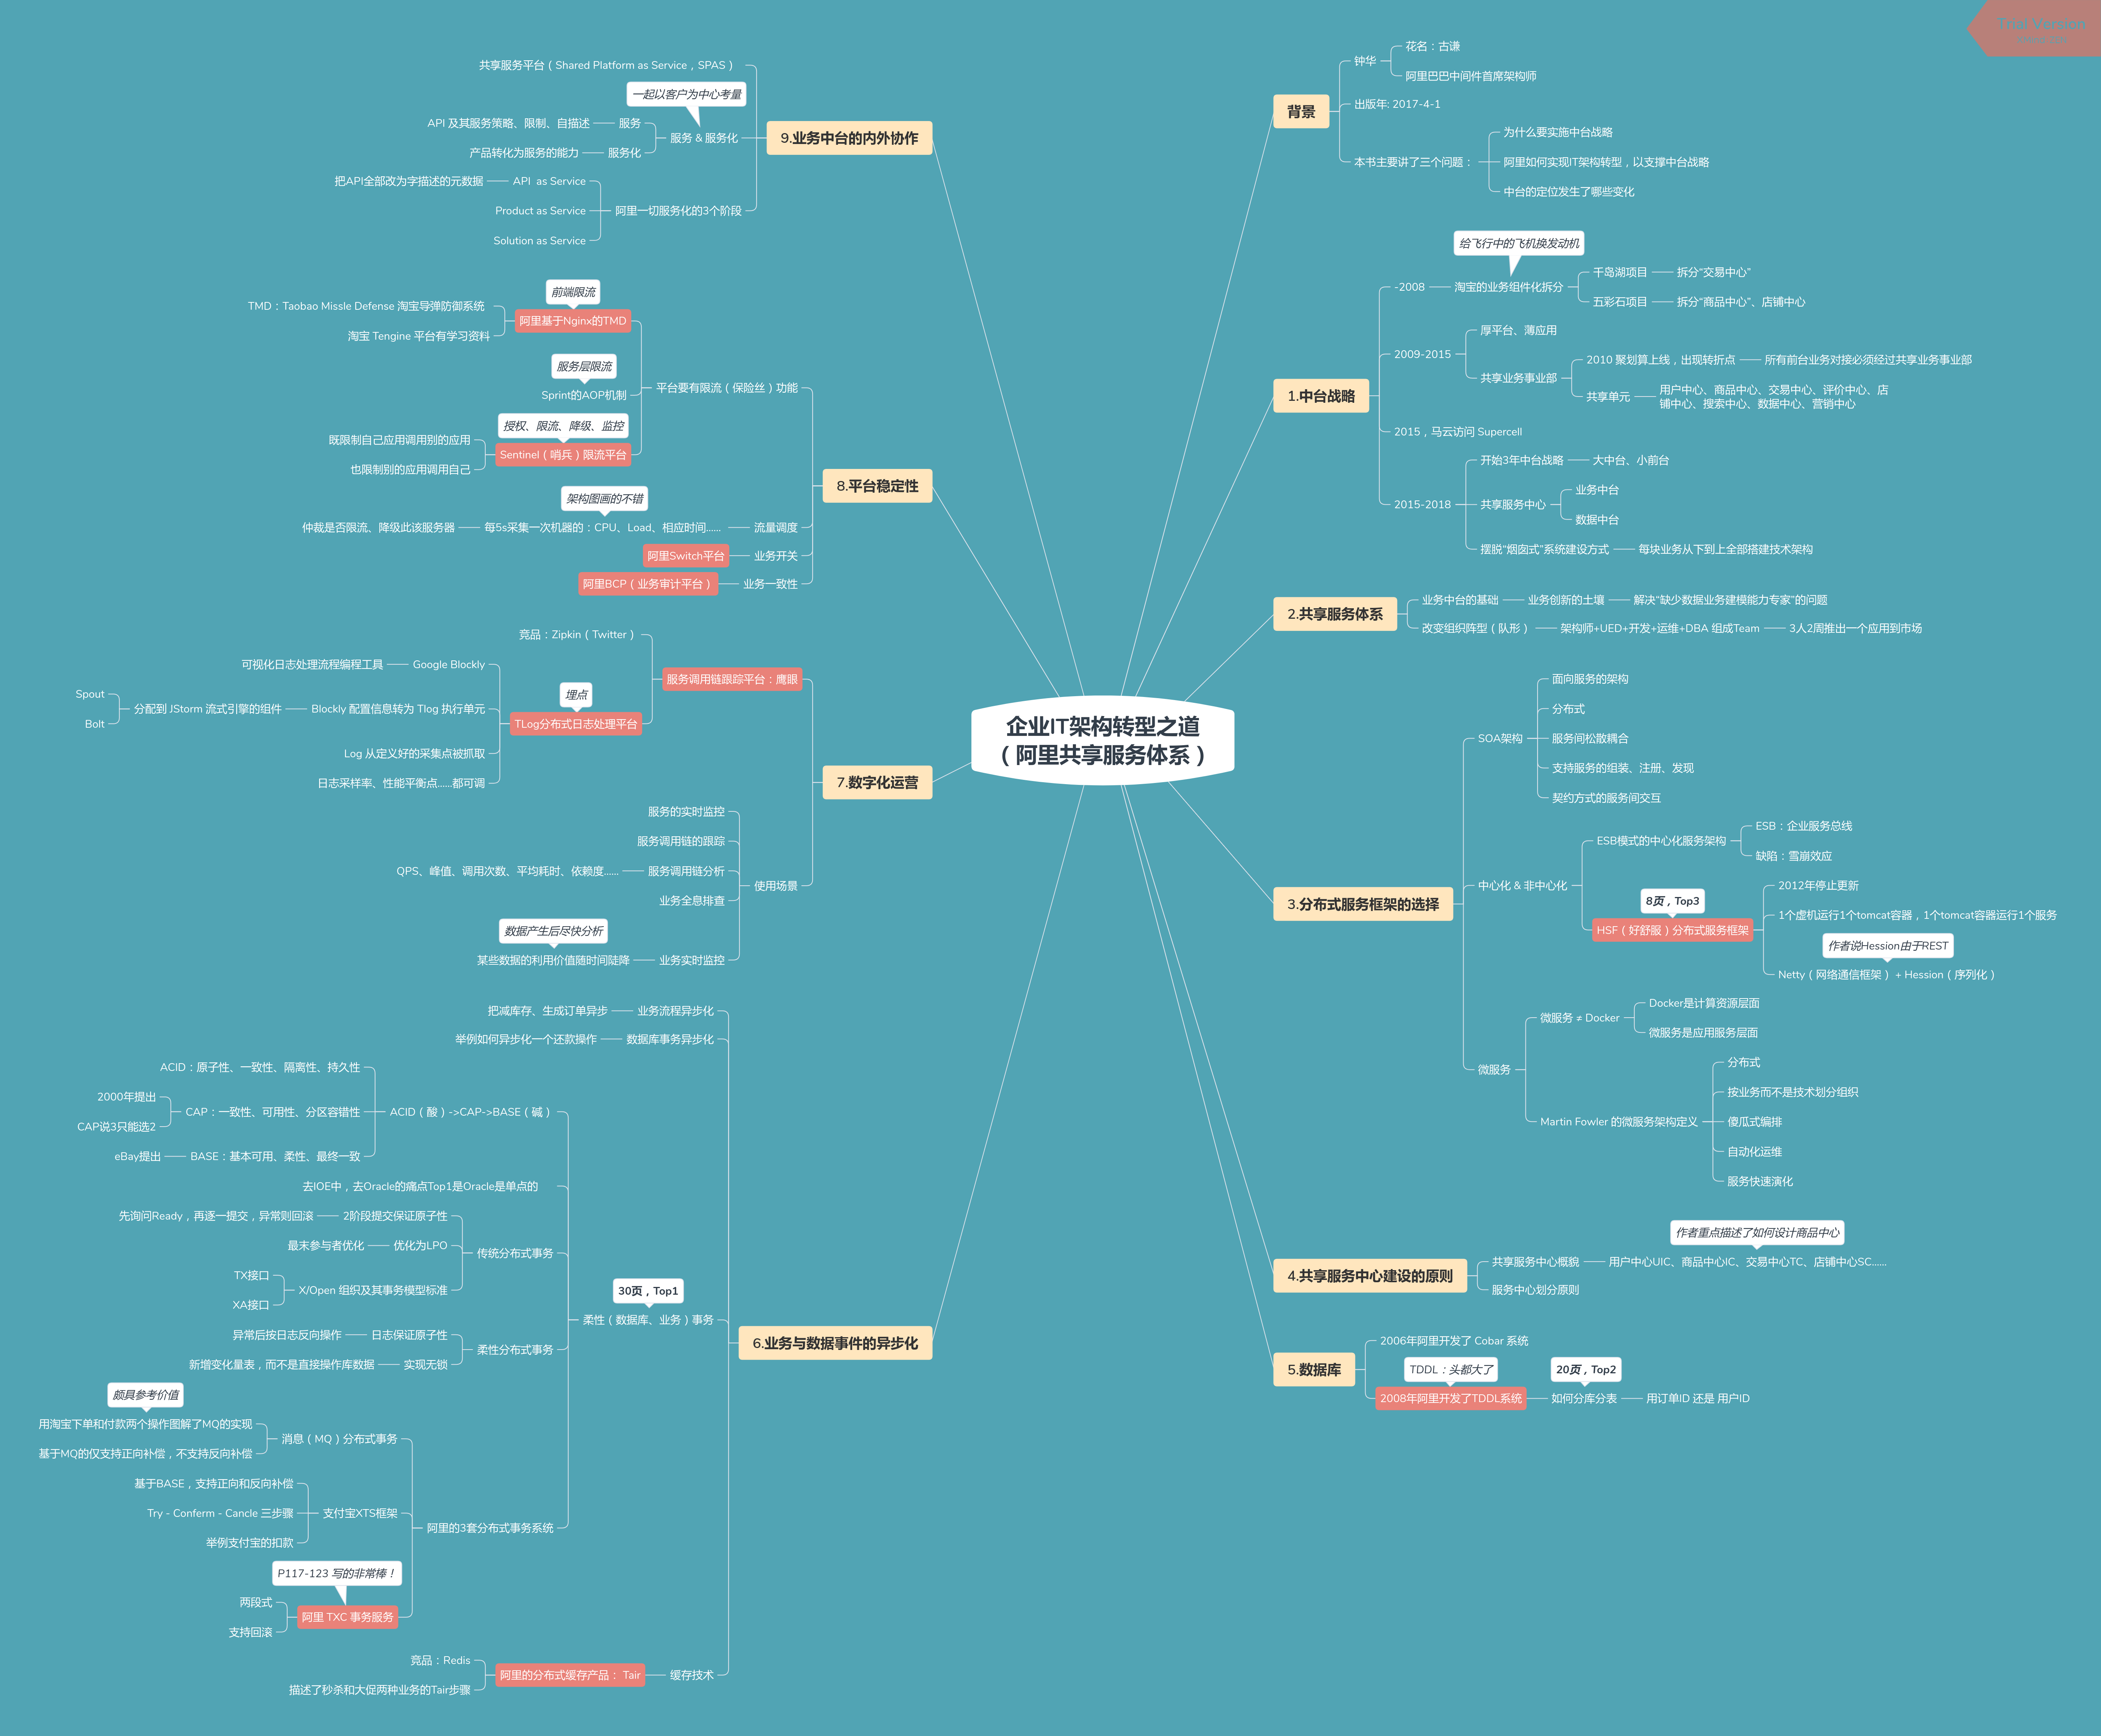 Trial Version
企业IT架构转型之道
（阿里共享服务体系）
背景
钟华
花名：古谦
阿里巴巴中间件首席架构师
出版年: 2017-4-1
本书主要讲了三个问题：
为什么要实施中台战略
阿里如何实现IT架构转型，以支撑中台战略
中台的定位发生了哪些变化
1.中台战略
-2008
给飞行中的飞机换发动机
淘宝的业务组件化拆分
千岛湖项目
拆分“交易中心”
五彩石项目
拆分“商品中心”、店铺中心
2009-2015
厚平台、薄应用
共享业务事业部
2010 聚划算上线，出现转折点
所有前台业务对接必须经过共享业务事业部
共享单元
用户中心、商品中心、交易中心、评价中心、店
铺中心、搜索中心、数据中心、营销中心
2015，马云访问 Supercell
2015-2018
开始3年中台战略
大中台、小前台
共享服务中心
业务中台
数据中台
摆脱“烟囱式”系统建设方式
每块业务从下到上全部搭建技术架构
2.共享服务体系
业务中台的基础
业务创新的土壤
解决“缺少数据业务建模能力专家”的问题
改变组织阵型（队形）
架构师+UED+开发+运维+DBA 组成Team
3人2周推出一个应用到市场
3.分布式服务框架的选择
SOA架构
面向服务的架构
分布式
服务间松散耦合
支持服务的组装、注册、发现
契约方式的服务间交互
中心化 & 非中心化
ESB模式的中心化服务架构
ESB：企业服务总线
缺陷：雪崩效应
8页，Top3
HSF（好舒服）分布式服务框架
2012年停止更新
1个虚机运行1个tomcat容器，1个tomcat容器运行1个服务
作者说Hession由于REST
Netty（网络通信框架） + Hession（序列化）
微服务
微服务 ≠ Docker
Docker是计算资源层面
微服务是应用服务层面
Martin Fowler 的微服务架构定义
分布式
按业务而不是技术划分组织
傻瓜式编排
自动化运维
服务快速演化
4.共享服务中心建设的原则
作者重点描述了如何设计商品中心
共享服务中心概貌
用户中心UIC、商品中心IC、交易中心TC、店铺中心SC……
服务中心划分原则
5.数据库
2006年阿里开发了 Cobar 系统
TDDL：头都大了
2008年阿里开发了TDDL系统
20页，Top2
如何分库分表
用订单ID 还是 用户ID
6.业务与数据事件的异步化
业务流程异步化
把减库存、生成订单异步
数据库事务异步化
举例如何异步化一个还款操作
30页，Top1
柔性（数据库、业务）事务
ACID（酸）->CAP->BASE（碱）
ACID：原子性、一致性、隔离性、持久性
CAP：一致性、可用性、分区容错性
2000年提出
CAP说3只能选2
BASE：基本可用、柔性、最终一致
eBay提出
去IOE中，去Oracle的痛点Top1是Oracle是单点的
传统分布式事务
2阶段提交保证原子性
先询问Ready，再逐一提交，异常则回滚
优化为LPO
最末参与者优化
X/Open 组织及其事务模型标准
TX接口
XA接口
柔性分布式事务
日志保证原子性
异常后按日志反向操作
实现无锁
新增变化量表，而不是直接操作库数据
阿里的3套分布式事务系统
消息（MQ）分布式事务
颇具参考价值
用淘宝下单和付款两个操作图解了MQ的实现
基于MQ的仅支持正向补偿，不支持反向补偿
支付宝XTS框架
基于BASE，支持正向和反向补偿
Try - Conferm - Cancle 三步骤
举例支付宝的扣款
P117-123 写的非常棒！
阿里 TXC 事务服务
两段式
支持回滚
缓存技术
阿里的分布式缓存产品： Tair
竞品：Redis
描述了秒杀和大促两种业务的Tair步骤
7.数字化运营
服务调用链跟踪平台：鹰眼
竞品：Zipkin（Twitter）
埋点
TLog分布式日志处理平台
Google Blockly
可视化日志处理流程编程工具
Blockly 配置信息转为 Tlog 执行单元
分配到 JStorm 流式引擎的组件
Spout
Bolt
Log 从定义好的采集点被抓取
日志采样率、性能平衡点……都可调
使用场景
服务的实时监控
服务调用链的跟踪
服务调用链分析
QPS、峰值、调用次数、平均耗时、依赖度……
业务全息排查
数据产生后尽快分析
业务实时监控
某些数据的利用价值随时间陡降
8.平台稳定性
平台要有限流（保险丝）功能
前端限流
阿里基于Nginx的TMD
TMD：Taobao Missle Defense 淘宝导弹防御系统
淘宝 Tengine 平台有学习资料
服务层限流
Sprint的AOP机制
授权、限流、降级、监控
Sentinel（哨兵）限流平台
既限制自己应用调用别的应用
也限制别的应用调用自己
流量调度
架构图画的不错
每5s采集一次机器的：CPU、Load、相应时间……
仲裁是否限流、降级此该服务器
业务开关
阿里Switch平台
业务一致性
阿里BCP（业务审计平台）
9.业务中台的内外协作
共享服务平台（Shared Platform as Service，SPAS）
一起以客户为中心考量
服务 & 服务化
服务
API 及其服务策略、限制、自描述
服务化
产品转化为服务的能力
阿里一切服务化的3个阶段
API  as Service
把API全部改为字描述的元数据
Product as Service
Solution as Service